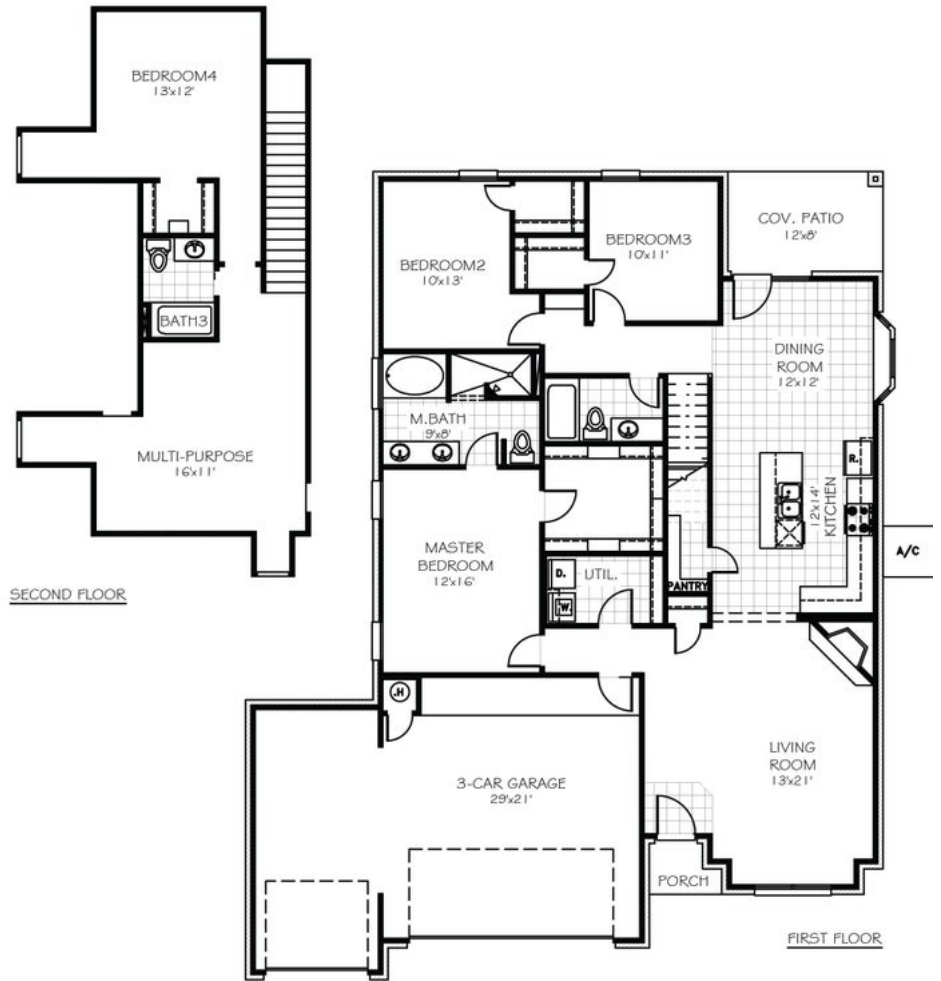 BEDROOM4
13'x12'
BATH3
MULTI-PURPOSE
16'x11'
SECOND FLOOR
COV. PATIO
12'x8'
BEDROOM3
10'x11'
BEDROOM2
10'x13'
DINING
ROOM
12'x12'
M.BATH
9'x8'
R.
12'x14'
KITCHEN
A/C
MASTER
BEDROOM
12'x16'
D.
UTIL.
W.
PANTRY
.H
LIVING
ROOM
13'x21'
3-CAR GARAGE
29'x21'
PORCH
FIRST FLOOR